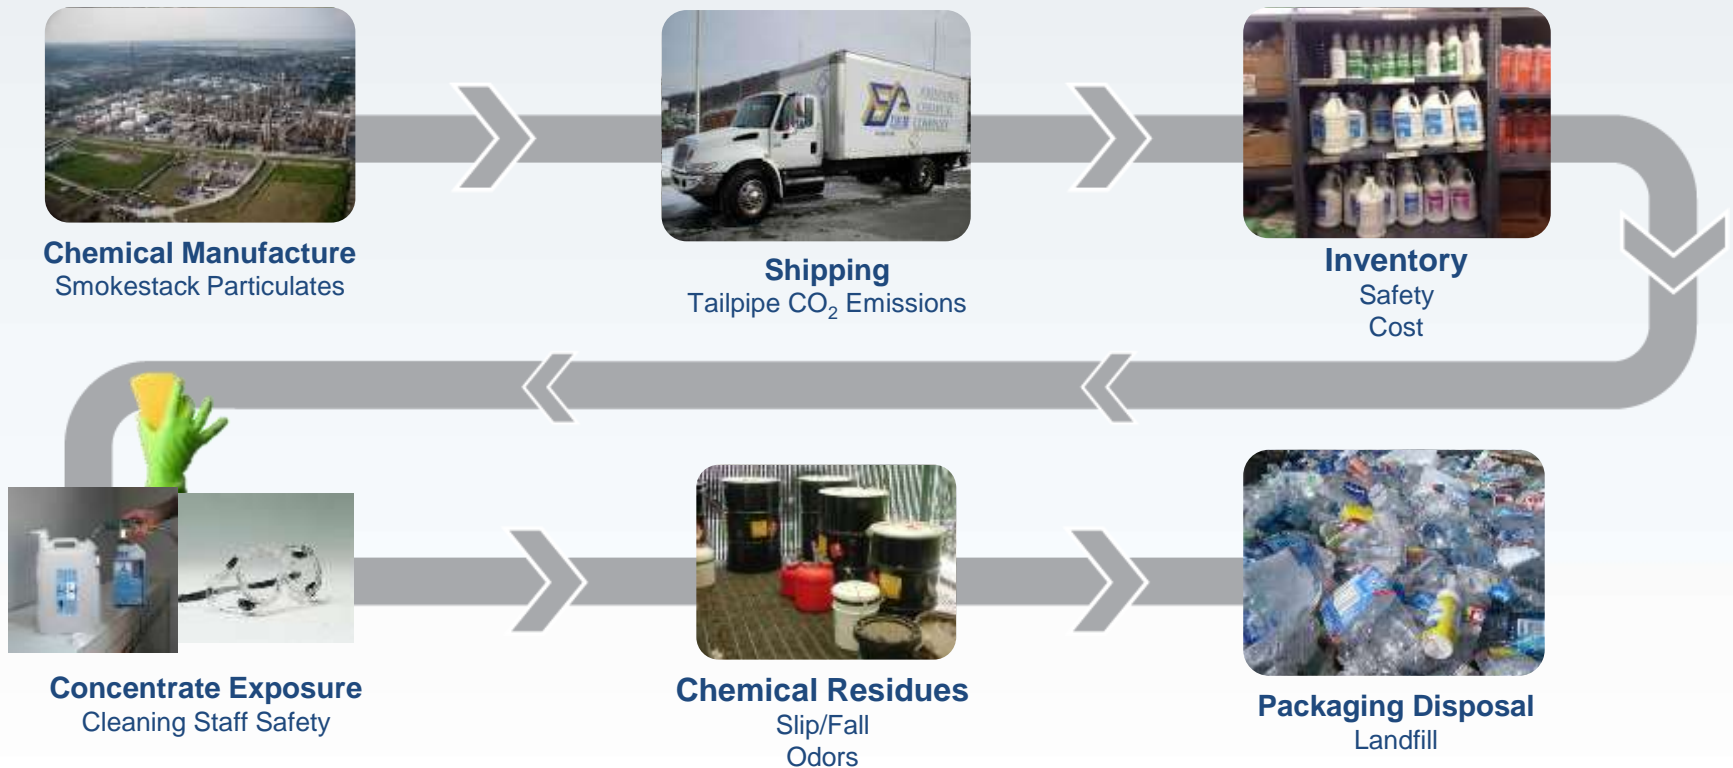 Chemical Manufacture
Smokestack Particulates
Shipping
Tailpipe CO₂ Emissions
Inventory
Safety
Cost
Concentrate Exposure
Cleaning Staff Safety
Chemical Residues
Slip/Fall
Odors
Packaging Disposal
Landfill